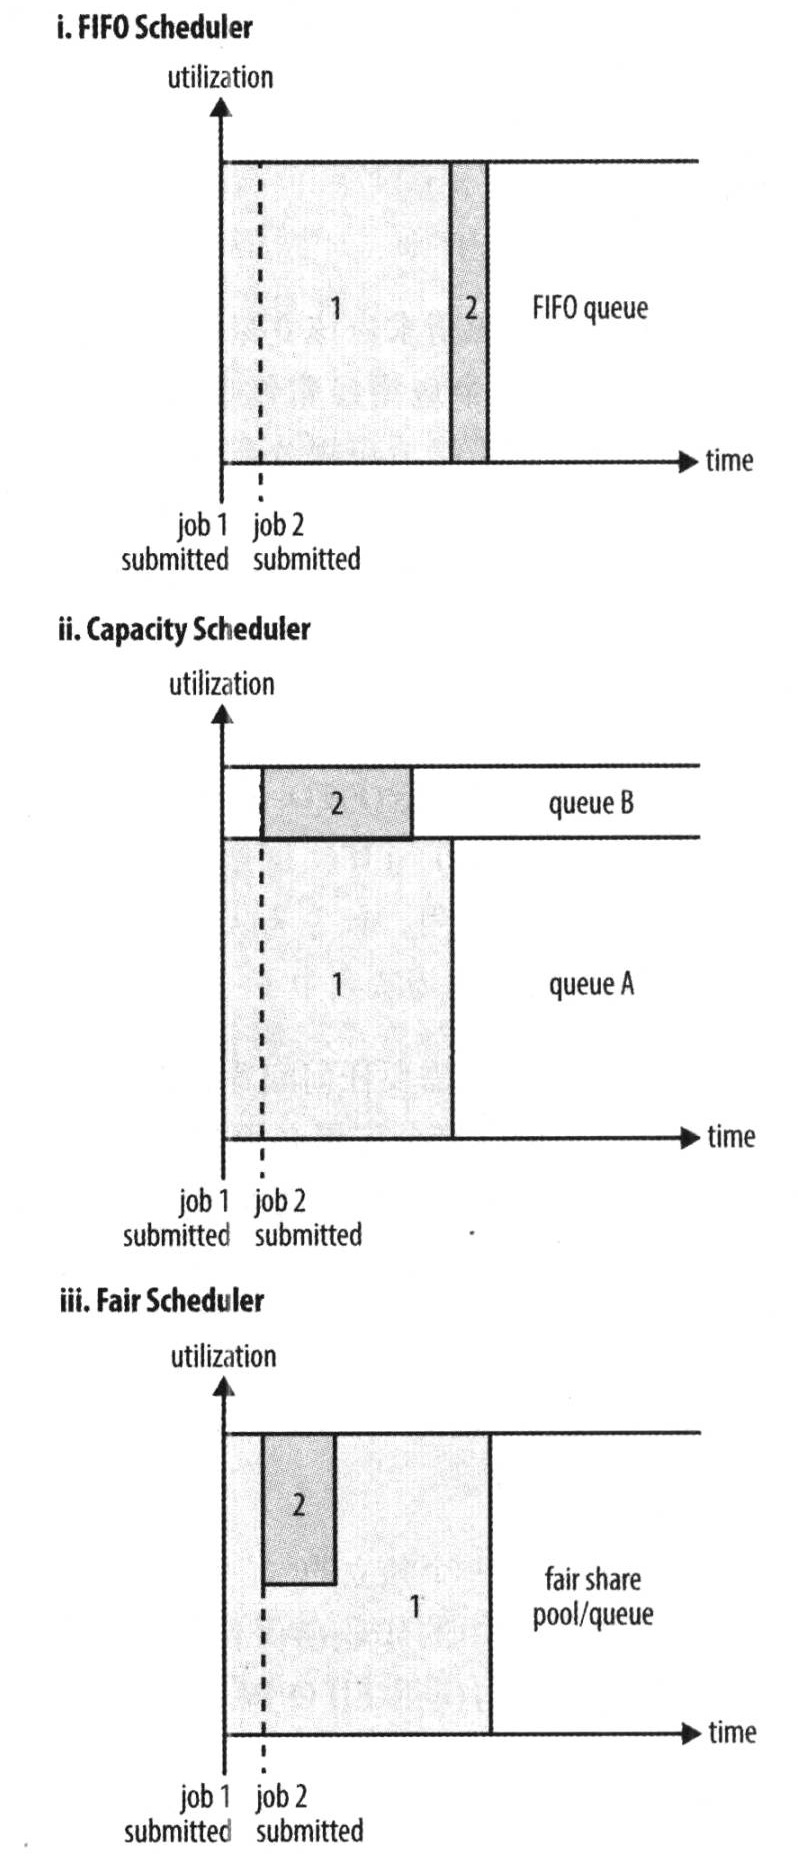 i. FIFO Scheduler
utilization
1
2
FIFO queue
time
job 1
submitted
job 2
submitted
ii. Capacity Scheduler
utilization
2
queue B
1
queue A
time
job 1
submitted
job 2
submitted
iii. Fair Scheduler
utilization
2
1
fair share
pool/queue
time
job 1
submitted
job 2
submitted